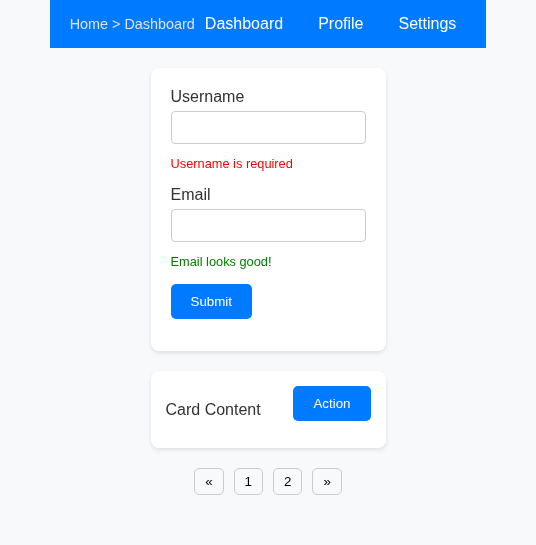 Home > Dashboard Dashboard Profile Settings
Username
Username is required
Email
Email looks good!
Submit
Card Content Action
« 1 2 »